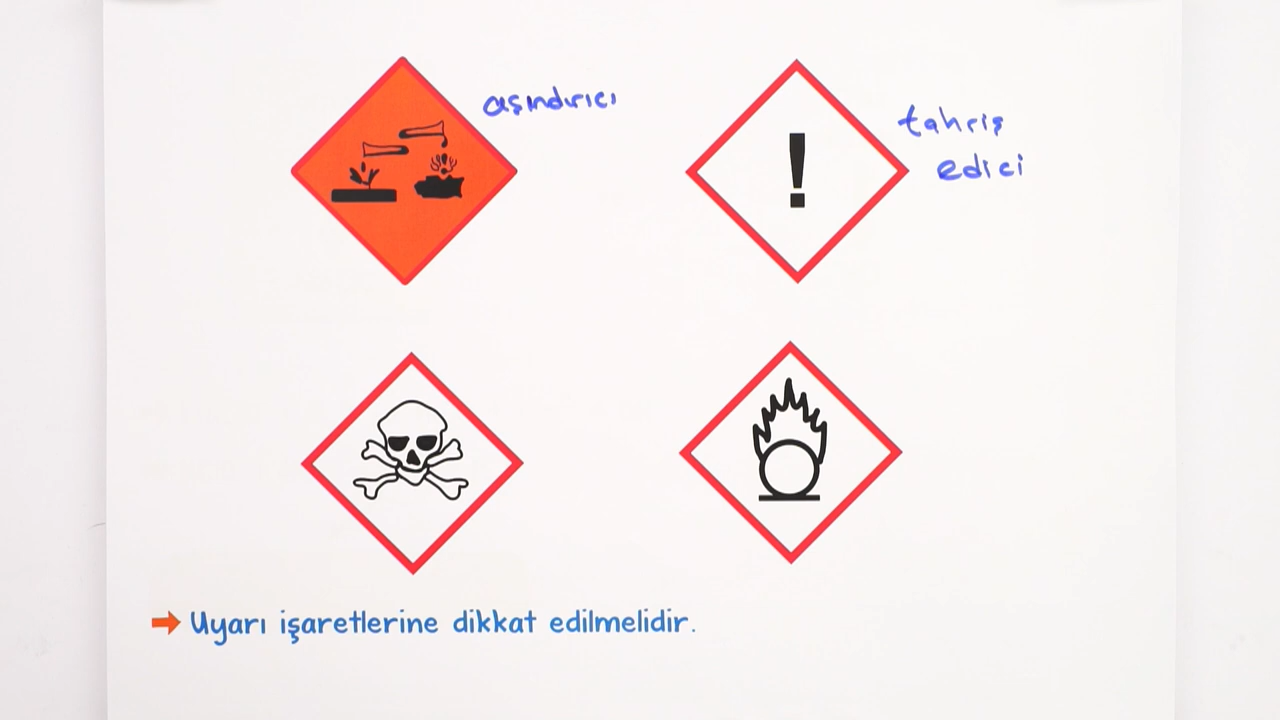 aşındırıcı
tahriş
edici
Uyarı işaretlerine dikkat edilmelidir.